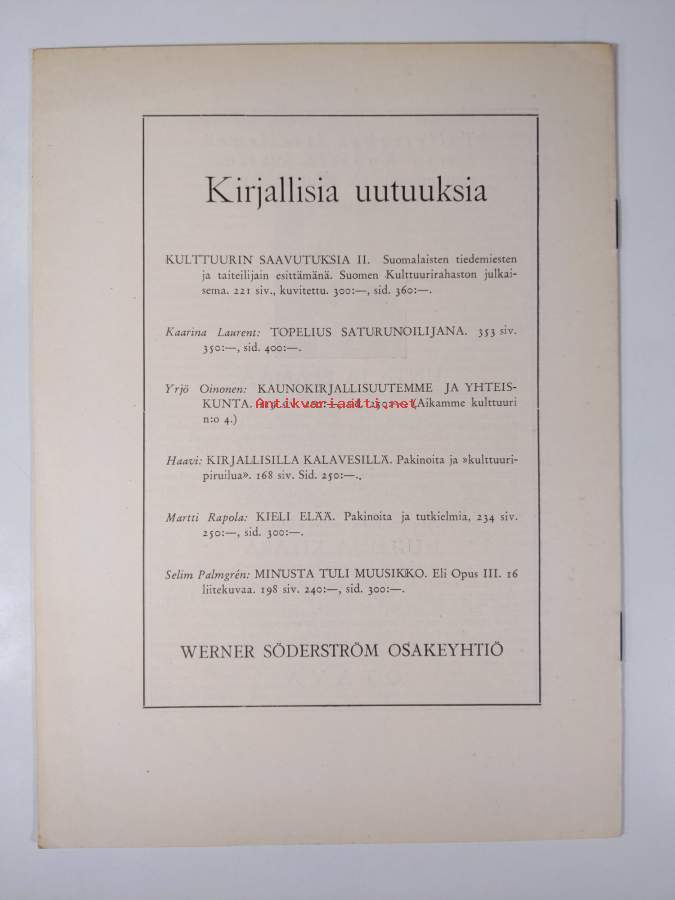 Kirjallisia uutuuksia
KULTTUURIN SAAVUTUKSIA II. Suomalaisten tiedemiesten
ja taiteilijain esittämänä. Suomen Kulttuurirahaston julkai-
sema. 221 siv., kuvitettu. 300:—, sid. 360:—.
Kaarina Laurent: TOPELIUS SATURUNOILIJANA. 353 siv.
350:—, sid. 400:—.
Yrjö Oinonen: KAUNOKIRJALLISUUTEMME JA YHTEIS-
KUNTA. (Aikamme kulttuuri
Antikvariaatti.net
n:o 4.)
Haavi: KIRJALLISILLA KALAVESILLÄ. Pakinoita ja »kulttuuri-
piruilua». 168 siv. Sid. 250:—.
Martti Rapola: KIELI ELÄÄ. Pakinoita ja tutkielmia, 234 siv.
250:—, sid. 300:—.
Selim Palmgrén: MINUSTA TULI MUUSIKKO. Eli Opus III. 16
liitekuvaa. 198 siv. 240:—, sid. 300:—.
WERNER SÖDERSTRÖM OSAKEYHTIÖ